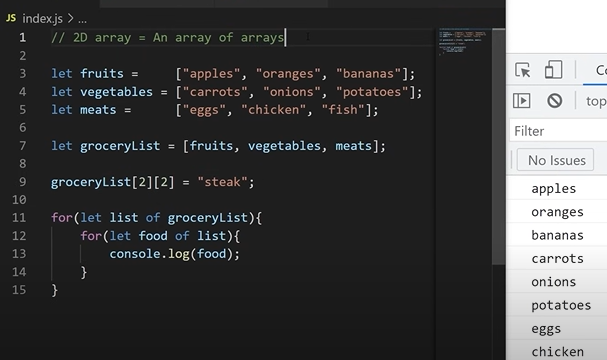 JS index.js > ...
1 // 2D array = An array of arrays
2
3 let fruits = ["apples", "oranges", "bananas"];
4 let vegetables = ["carrots", "onions", "potatoes"];
5 let meats = ["eggs", "chicken", "fish"];
6
7 let groceryList = [fruits, vegetables, meats];
8
9 groceryList[2][2] = "steak";
10
11 for(let list of groceryList){
12 for(let food of list){
13 console.log(food);
14 }
15 }
top
Filter
No Issues
apples
oranges
bananas
carrots
onions
potatoes
eggs
chicken